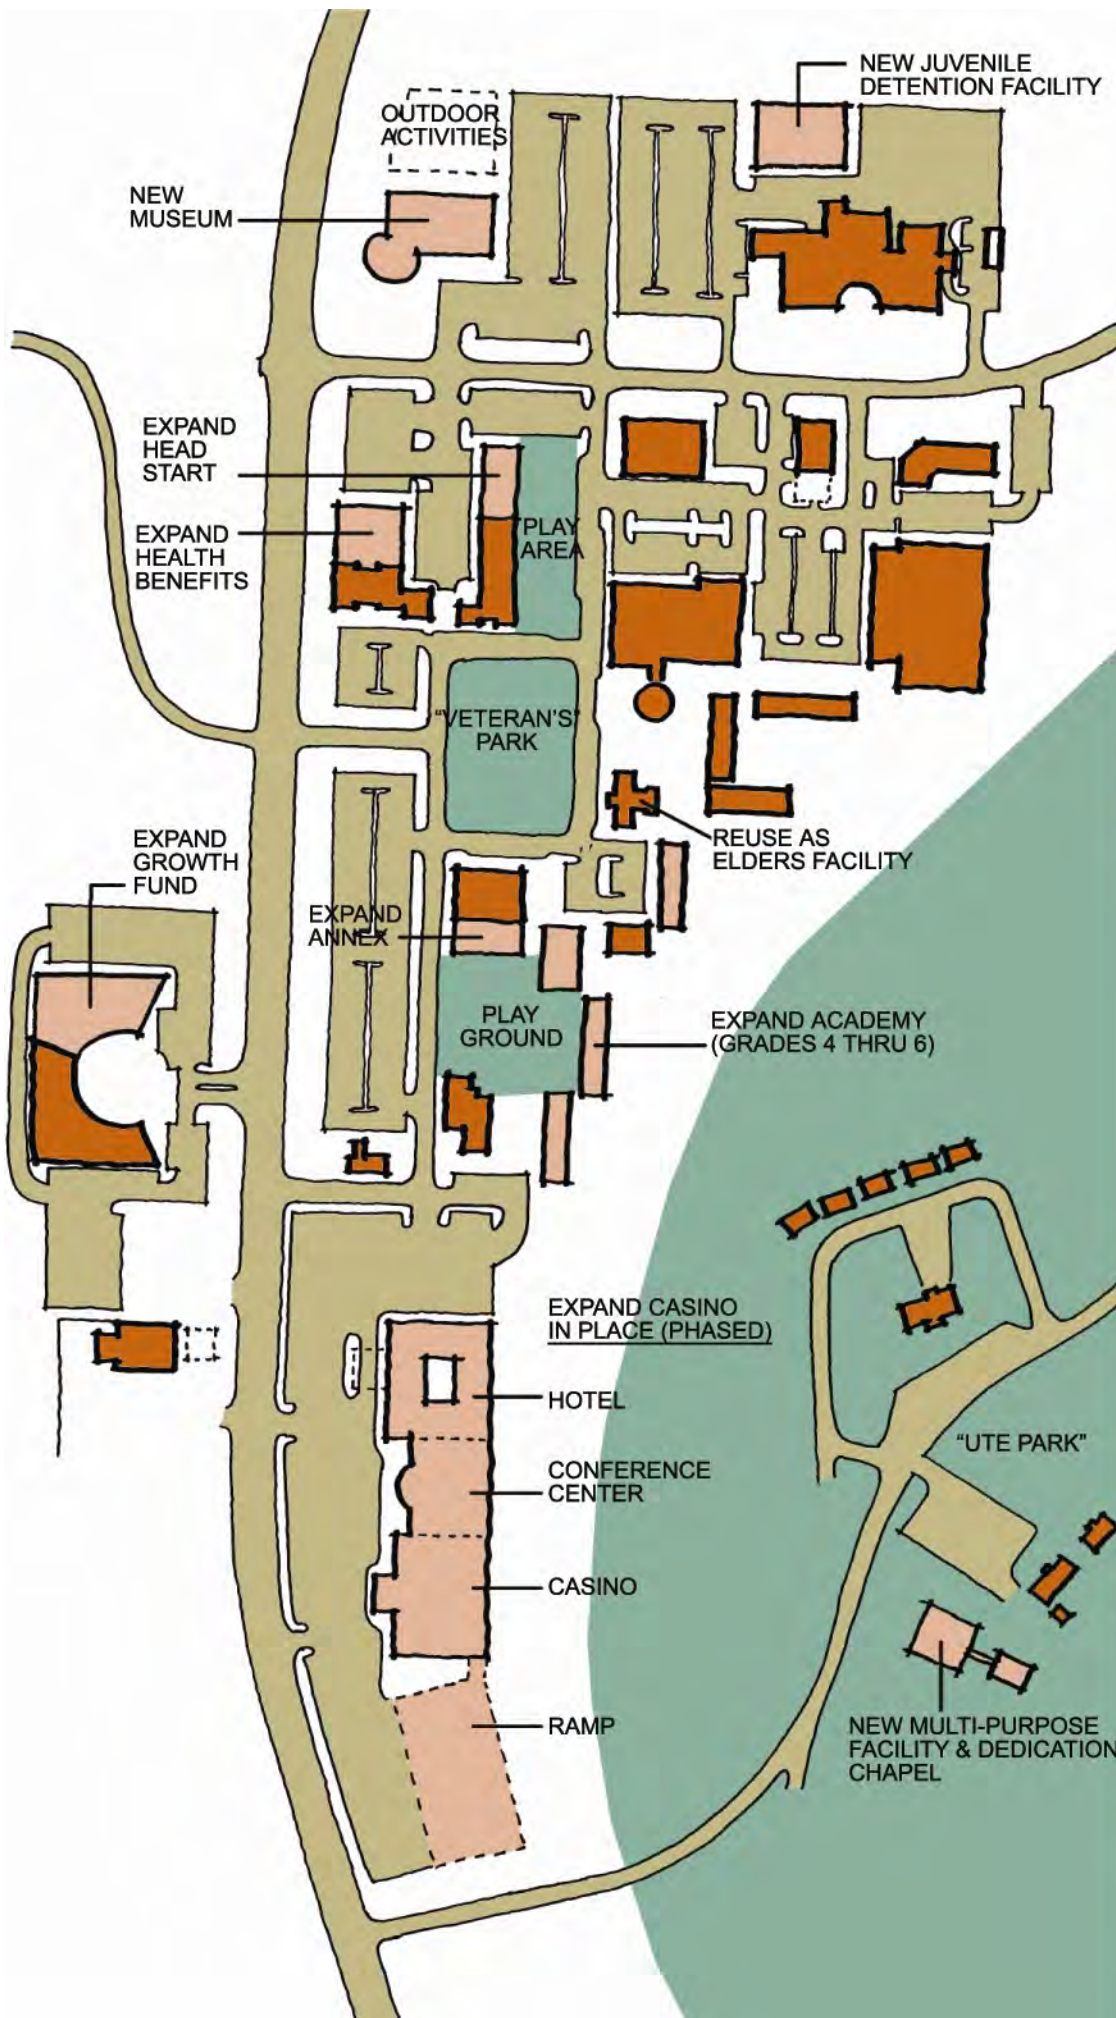 NEW JUVENILE
DETENTION FACILITY
OUTDOOR
ACTIVITIES
NEW
MUSEUM
EXPAND
HEAD
START
EXPAND
HEALTH
BENEFITS
"PLAY
AREA
"VETERAN'S"
PARK
REUSE AS
ELDERS FACILITY
EXPAND
GROWTH
FUND
EXPAND
ANNEX
PLAY
GROUND
EXPAND ACADEMY
(GRADES 4 THRU 6)
EXPAND CASINO
IN PLACE (PHASED)
HOTEL
"UTE PARK"
CONFERENCE
CENTER
CASINO
RAMP
NEW MULTI-PURPOSE
FACILITY & DEDICATION
CHAPEL